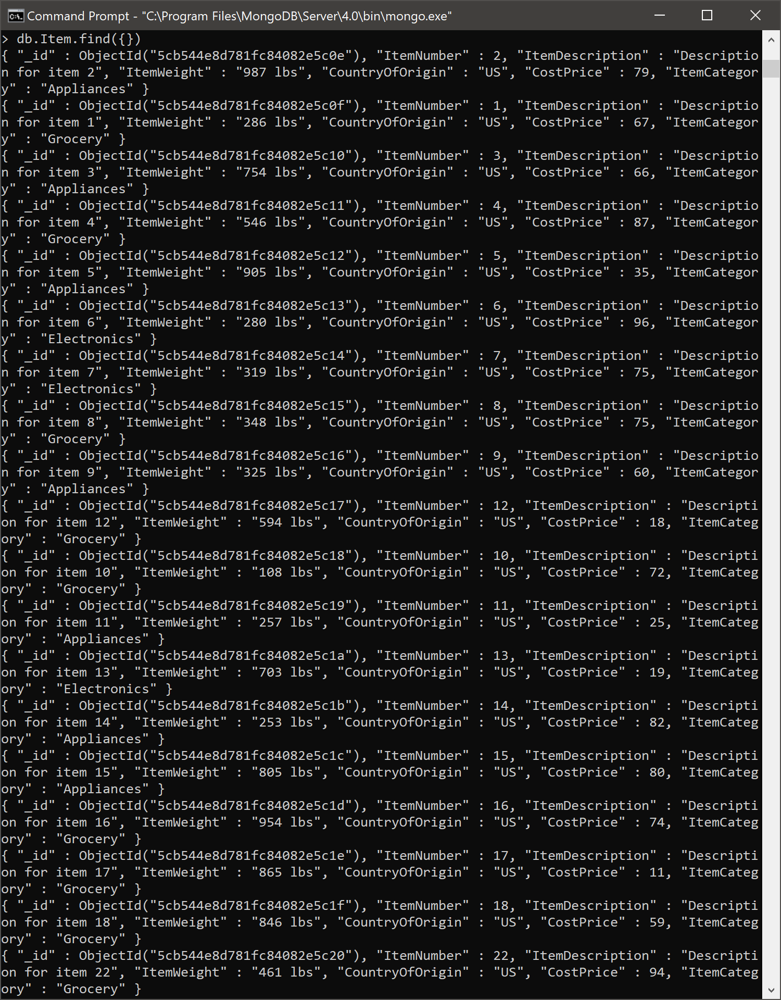 Command Prompt - "C:\Program Files\MongoDB\Server\4.0\bin\mongo.exe"
> db.Item.find({})
{ "_id" : ObjectId("5cb544e8d781fc84082e5c0e"), "ItemNumber" : 2, "ItemDescription" : "Descriptio
n for item 2", "ItemWeight" : "987 lbs", "CountryOfOrigin" : "US", "CostPrice" : 79, "ItemCategor
y" : "Appliances" }
{ "_id" : ObjectId("5cb544e8d781fc84082e5c0f"), "ItemNumber" : 1, "ItemDescription" : "Descriptio
n for item 1", "ItemWeight" : "286 lbs", "CountryOfOrigin" : "US", "CostPrice" : 67, "ItemCategor
y" : "Grocery" }
{ "_id" : ObjectId("5cb544e8d781fc84082e5c10"), "ItemNumber" : 3, "ItemDescription" : "Descriptio
n for item 3", "ItemWeight" : "754 lbs", "CountryOfOrigin" : "US", "CostPrice" : 66, "ItemCategor
y" : "Appliances" }
{ "_id" : ObjectId("5cb544e8d781fc84082e5c11"), "ItemNumber" : 4, "ItemDescription" : "Descriptio
n for item 4", "ItemWeight" : "546 lbs", "CountryOfOrigin" : "US", "CostPrice" : 87, "ItemCategor
y" : "Grocery" }
{ "_id" : ObjectId("5cb544e8d781fc84082e5c12"), "ItemNumber" : 5, "ItemDescription" : "Descriptio
n for item 5", "ItemWeight" : "905 lbs", "CountryOfOrigin" : "US", "CostPrice" : 35, "ItemCategor
y" : "Appliances" }
{ "_id" : ObjectId("5cb544e8d781fc84082e5c13"), "ItemNumber" : 6, "ItemDescription" : "Descriptio
n for item 6", "ItemWeight" : "280 lbs", "CountryOfOrigin" : "US", "CostPrice" : 96, "ItemCategor
y" : "Electronics" }
{ "_id" : ObjectId("5cb544e8d781fc84082e5c14"), "ItemNumber" : 7, "ItemDescription" : "Descriptio
n for item 7", "ItemWeight" : "319 lbs", "CountryOfOrigin" : "US", "CostPrice" : 75, "ItemCategor
y" : "Electronics" }
{ "_id" : ObjectId("5cb544e8d781fc84082e5c15"), "ItemNumber" : 8, "ItemDescription" : "Descriptio
n for item 8", "ItemWeight" : "348 lbs", "CountryOfOrigin" : "US", "CostPrice" : 75, "ItemCategor
y" : "Grocery" }
{ "_id" : ObjectId("5cb544e8d781fc84082e5c16"), "ItemNumber" : 9, "ItemDescription" : "Descriptio
n for item 9", "ItemWeight" : "325 lbs", "CountryOfOrigin" : "US", "CostPrice" : 60, "ItemCategor
y" : "Appliances" }
{ "_id" : ObjectId("5cb544e8d781fc84082e5c17"), "ItemNumber" : 12, "ItemDescription" : "Descripti
on for item 12", "ItemWeight" : "594 lbs", "CountryOfOrigin" : "US", "CostPrice" : 18, "ItemCateg
ory" : "Grocery" }
{ "_id" : ObjectId("5cb544e8d781fc84082e5c18"), "ItemNumber" : 10, "ItemDescription" : "Descripti
on for item 10", "ItemWeight" : "108 lbs", "CountryOfOrigin" : "US", "CostPrice" : 72, "ItemCateg
ory" : "Grocery" }
{ "_id" : ObjectId("5cb544e8d781fc84082e5c19"), "ItemNumber" : 11, "ItemDescription" : "Descripti
on for item 11", "ItemWeight" : "257 lbs", "CountryOfOrigin" : "US", "CostPrice" : 25, "ItemCateg
ory" : "Appliances" }
{ "_id" : ObjectId("5cb544e8d781fc84082e5c1a"), "ItemNumber" : 13, "ItemDescription" : "Descripti
on for item 13", "ItemWeight" : "703 lbs", "CountryOfOrigin" : "US", "CostPrice" : 19, "ItemCateg
ory" : "Electronics" }
{ "_id" : ObjectId("5cb544e8d781fc84082e5c1b"), "ItemNumber" : 14, "ItemDescription" : "Descripti
on for item 14", "ItemWeight" : "253 lbs", "CountryOfOrigin" : "US", "CostPrice" : 82, "ItemCateg
ory" : "Appliances" }
{ "_id" : ObjectId("5cb544e8d781fc84082e5c1c"), "ItemNumber" : 15, "ItemDescription" : "Descripti
on for item 15", "ItemWeight" : "805 lbs", "CountryOfOrigin" : "US", "CostPrice" : 80, "ItemCateg
ory" : "Appliances" }
{ "_id" : ObjectId("5cb544e8d781fc84082e5c1d"), "ItemNumber" : 16, "ItemDescription" : "Descripti
on for item 16", "ItemWeight" : "954 lbs", "CountryOfOrigin" : "US", "CostPrice" : 74, "ItemCateg
ory" : "Grocery" }
{ "_id" : ObjectId("5cb544e8d781fc84082e5c1e"), "ItemNumber" : 17, "ItemDescription" : "Descripti
on for item 17", "ItemWeight" : "865 lbs", "CountryOfOrigin" : "US", "CostPrice" : 11, "ItemCateg
ory" : "Grocery" }
{ "_id" : ObjectId("5cb544e8d781fc84082e5c1f"), "ItemNumber" : 18, "ItemDescription" : "Descripti
on for item 18", "ItemWeight" : "846 lbs", "CountryOfOrigin" : "US", "CostPrice" : 59, "ItemCateg
ory" : "Grocery" }
{ "_id" : ObjectId("5cb544e8d781fc84082e5c20"), "ItemNumber" : 22, "ItemDescription" : "Descripti
on for item 22", "ItemWeight" : "461 lbs", "CountryOfOrigin" : "US", "CostPrice" : 94, "ItemCateg
ory" : "Grocery" }